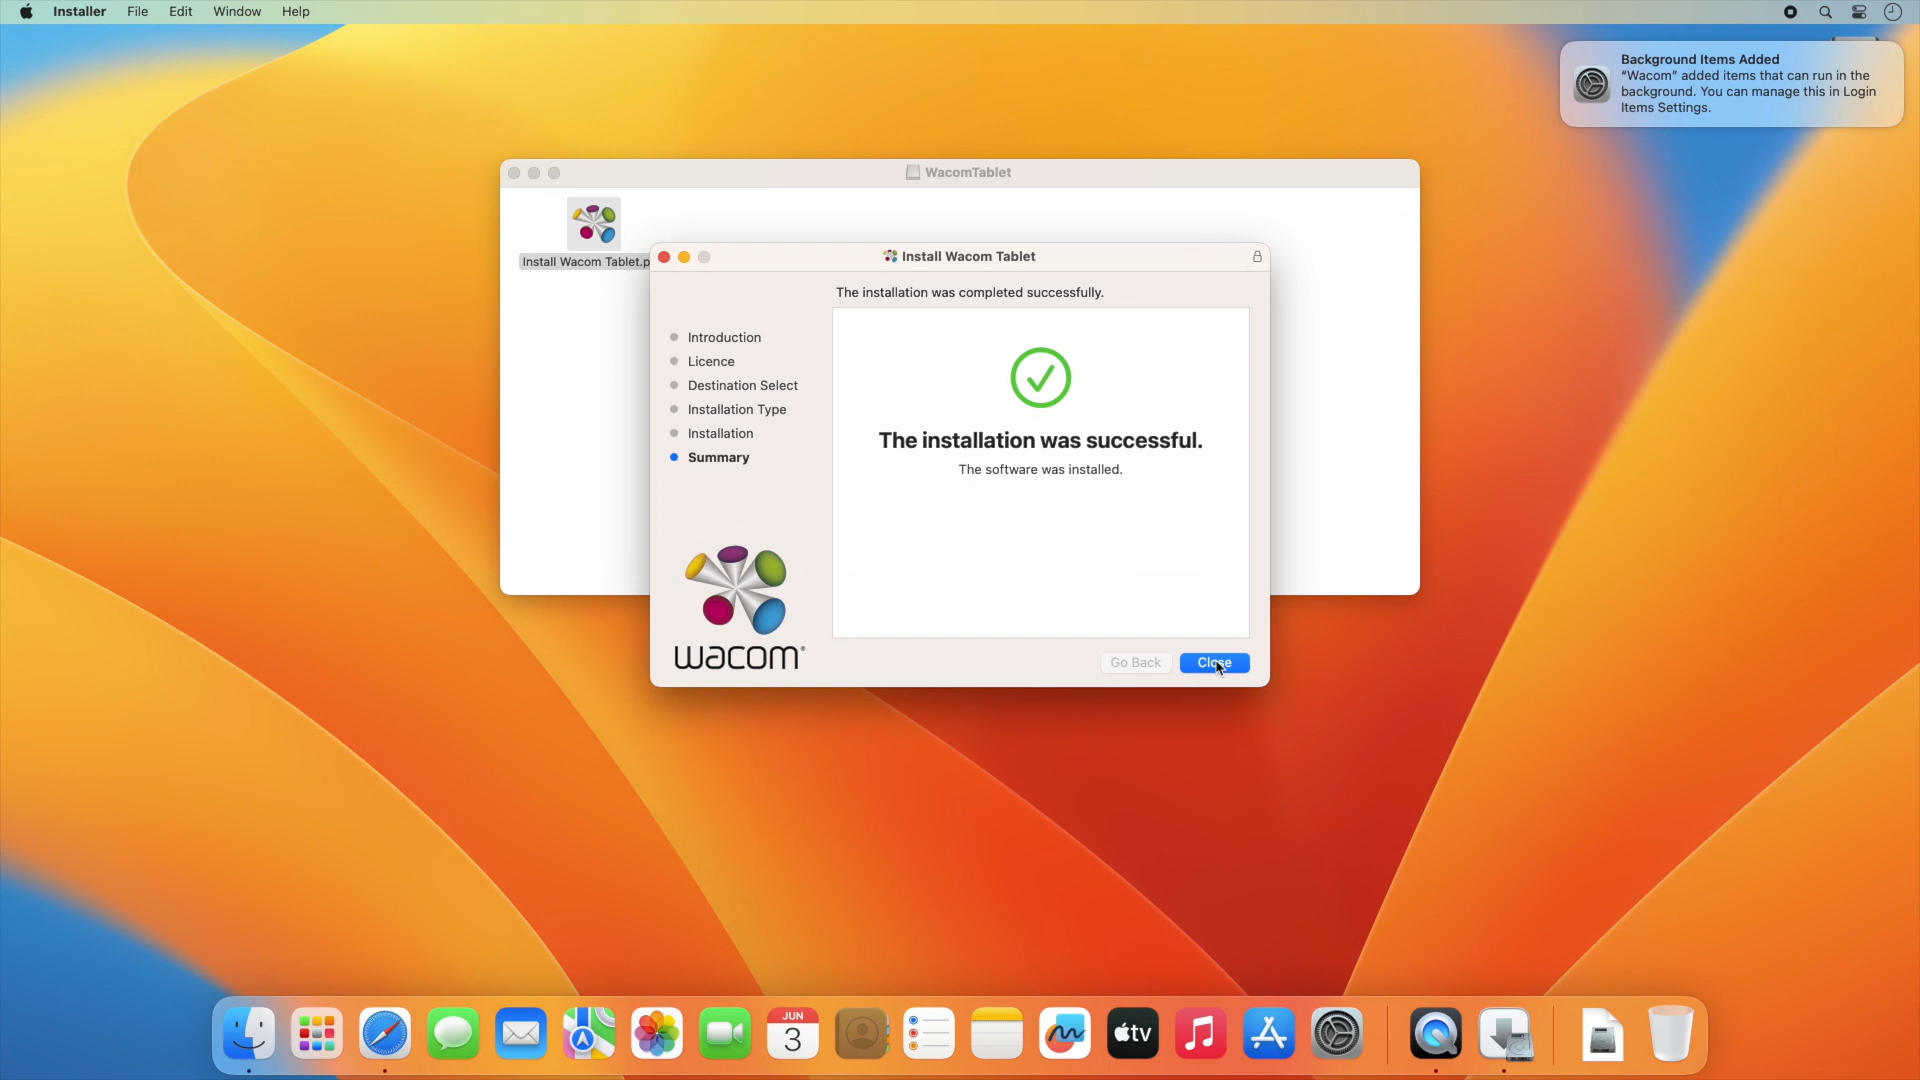 Installer File Edit Window Help
Background Items Added
“Wacom” added items that can run in the
background. You can manage this in Login
Items Settings.
WacomTablet
Install Wacom Tablet.p
Install Wacom Tablet
The installation was completed successfully.
Introduction
Licence
Destination Select
Installation Type
Installation
Summary
The installation was successful.
The software was installed.
wacom®
Go Back
Close
JUN
3
tv